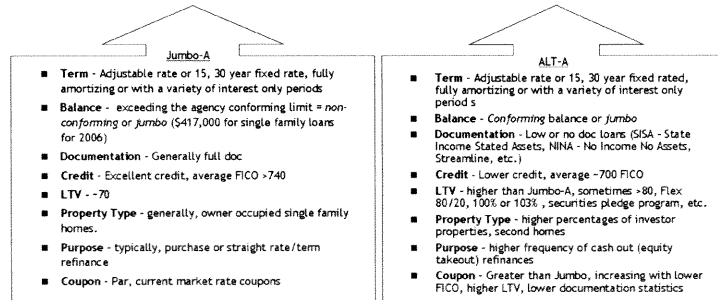 Jumbo-A
■ Term - Adjustable rate or 15, 30 year fixed rate, fully
amortizing or with a variety of interest only periods
■ Balance - exceeding the agency conforming limit = non-
conforming or jumbo ($417,000 for single family loans
for 2006)
■ Documentation - Generally full doc
■ Credit - Excellent credit, average FICO >740
■ LTV - ~70
■ Property Type - generally, owner occupied single family
homes.
■ Purpose - typically, purchase or straight rate/term
refinance
■ Coupon - Par, current market rate coupons
ALT-A
■ Term - Adjustable rate or 15, 30 year fixed rated,
fully amortizing or with a variety of interest only
period s
■ Balance - Conforming balance or jumbo
■ Documentation - Low or no doc loans (SISA - State
Income Stated Assets, NINA - No Income No Assets,
Streamline, etc.)
■ Credit - Lower credit, average ~700 FICO
■ LTV - higher than Jumbo-A, sometimes >80, Flex
80/20, 100% or 103% , securities pledge program, etc.
■ Property Type - higher percentages of investor
properties, second homes
■ Purpose - higher frequency of cash out (equity
takeout) refinances
■ Coupon - Greater than Jumbo, increasing with lower
FICO, higher LTV, lower documentation statistics